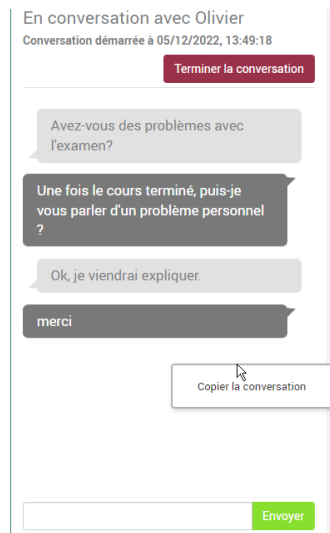 En conversation avec Olivier
Conversation démarrée à 05/12/2022, 13:49:18
Terminer la conversation
Avez-vous des problèmes avec
l'examen?
Une fois le cours terminé, puis-je
vous parler d'un problème personnel
?
Ok, je viendrai expliquer.
merci
Copier la conversation
Envoyer